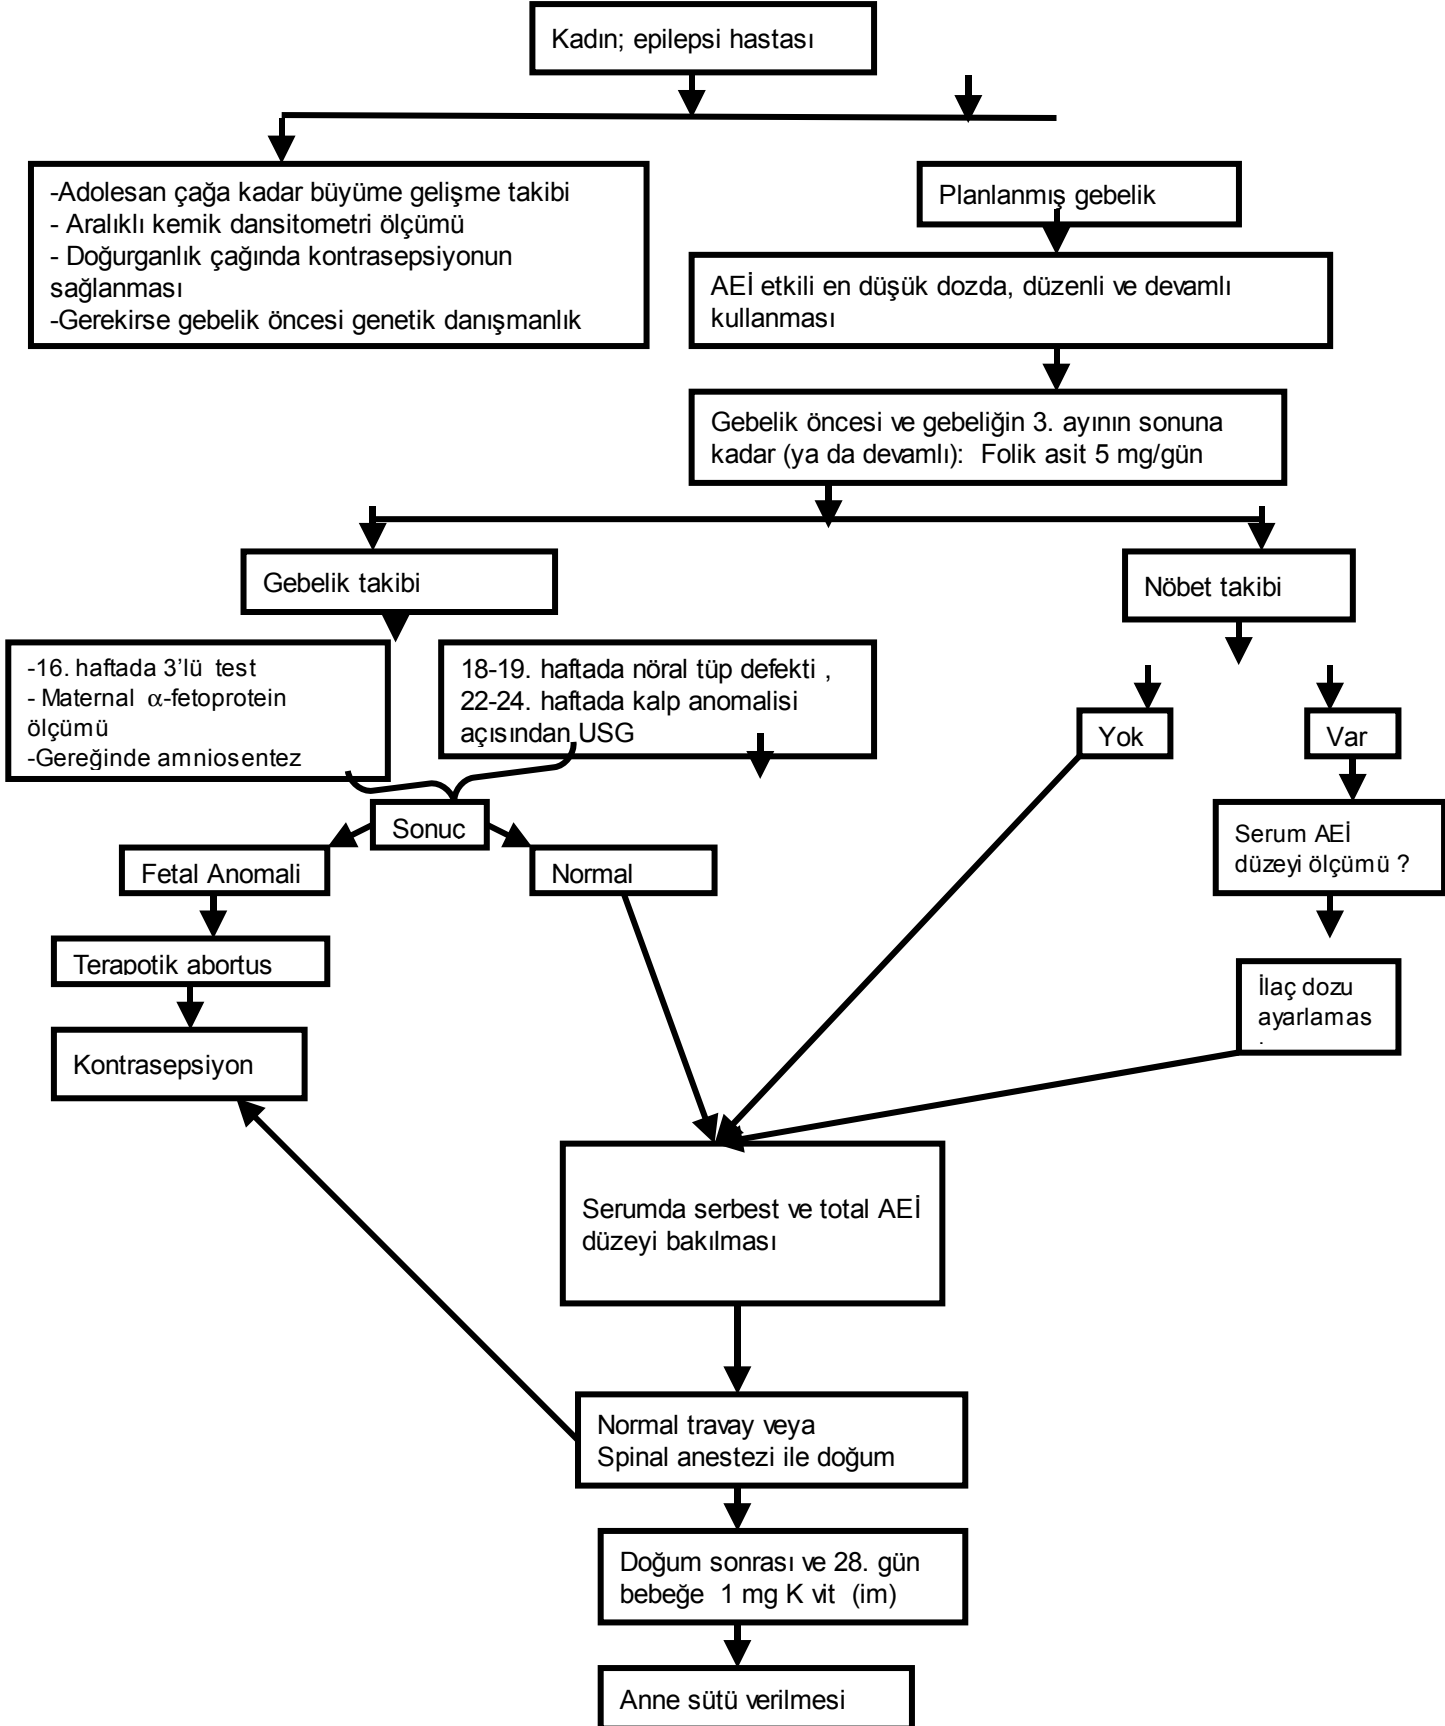 Kadın; epilepsi hastası
-Adolesan çağa kadar büyüme gelişme takibi
- Aralıklı kemik dansitometri ölçümü
- Doğurganlık çağında kontrasepsiyonun
sağlanması
-Gerekirse gebelik öncesi genetik danışmanlık
Planlanmış gebelik
AEİ etkili en düşük dozda, düzenli ve devamlı
kullanması
Gebelik öncesi ve gebeliğin 3. ayının sonuna
kadar (ya da devamlı): Folik asit 5 mg/gün
Gebelik takibi
Nöbet takibi
-16. haftada 3’lü test
- Maternal α-fetoprotein
ölçümü
-Gereğinde amniosentez
18-19. haftada nöral tüp defekti ,
22-24. haftada kalp anomalisi
açısından USG
Yok
Var
Sonuc
Serum AEİ
düzeyi ölçümü ?
Fetal Anomali
Normal
Terapotik abortus
İlaç dozu
ayarlamas
Kontrasepsiyon
Serumda serbest ve total AEİ
düzeyi bakılması
Normal travay veya
Spinal anestezi ile doğum
Doğum sonrası ve 28. gün
bebeğe 1 mg K vit (im)
Anne sütü verilmesi